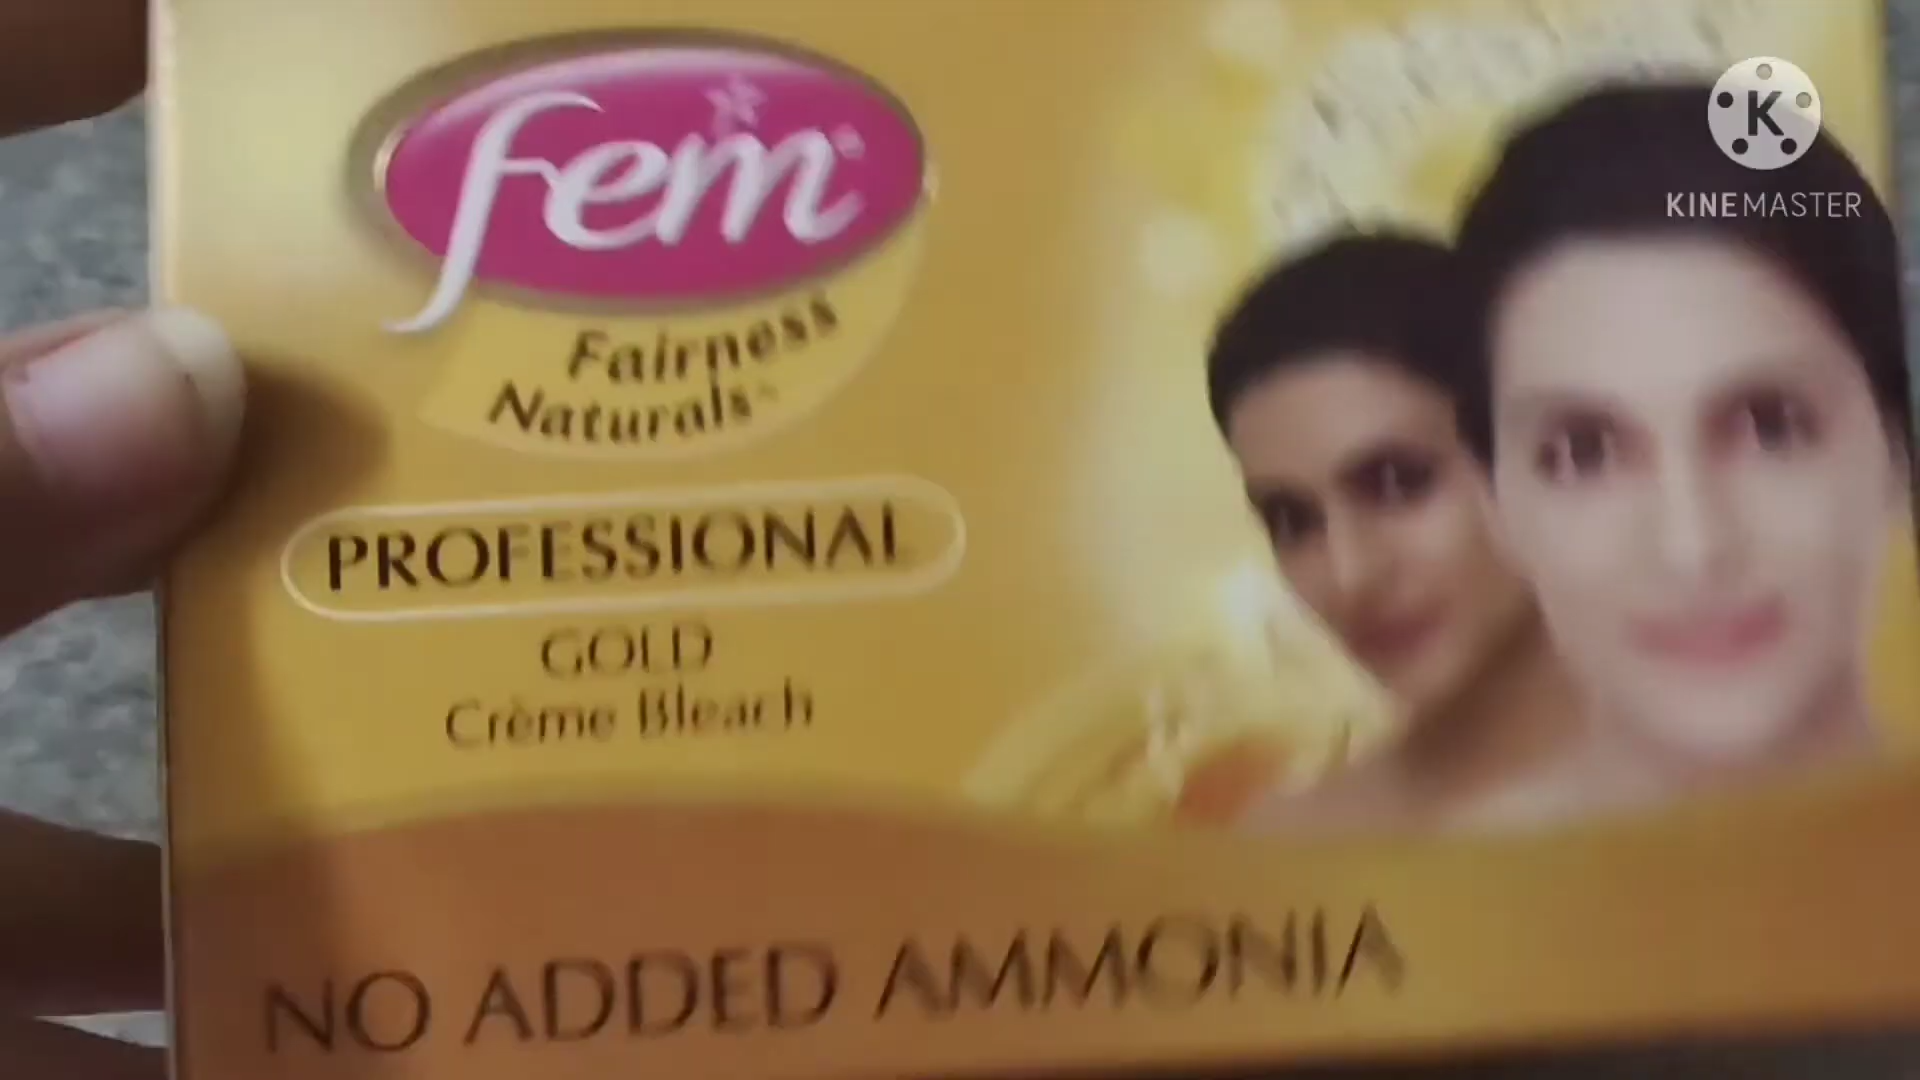 fem
Fairness
Naturals
PROFESSIONAL
GOLD
Crème Bleach
NO ADDED AMMONIA
K
KINEMASTER